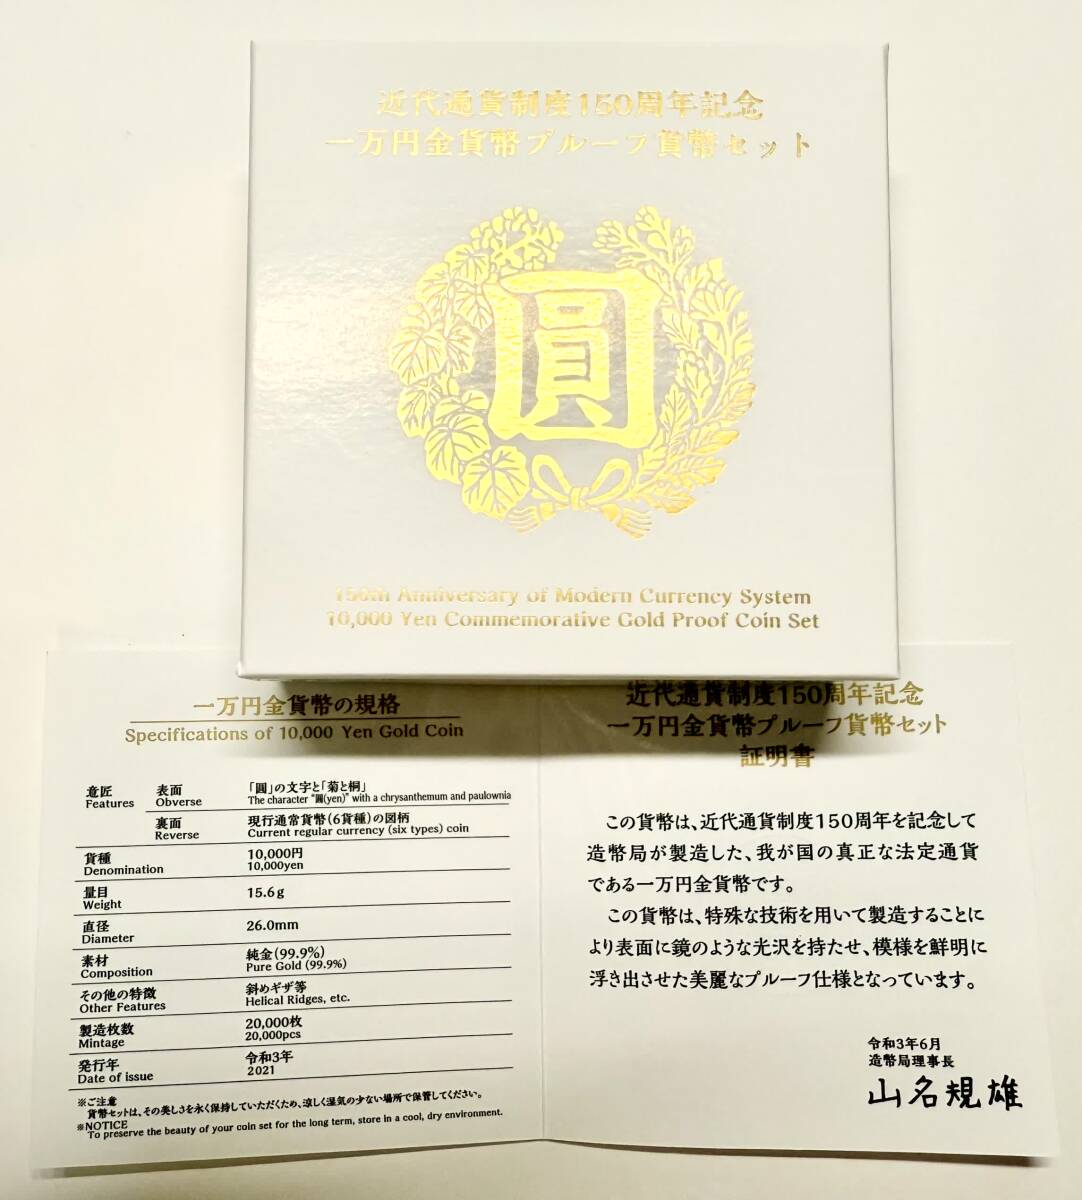 近代通貨制度150周年記念
一万円金貨幣プルーフ貨幣セット
圓
150th Anniversary of Modern Currency System
10,000 Yen Commemorative Gold Proof Coin Set
一万円金貨幣の規格
Specifications of 10,000 Yen Gold Coin
意匠 表面 「圓」の文字と「菊と桐」
Features Obverse The character "圓(yen)" with a chrysanthemum and paulownia
裏面 現行通常貨幣(6貨種)の図柄
Reverse Current regular currency (six types) coin
貨種 10,000円
Denomination 10,000yen
量目 15.6g
Weight
直径 26.0mm
Diameter
素材 純金(99.9%)
Composition Pure Gold (99.9%)
その他の特徴 斜めギザ等
Other Features Helical Ridges, etc.
製造枚数 20,000枚
Mintage 20,000pcs
発行年 令和3年
Date of issue 2021
※ご注意
貨幣セットは、その美しさを永く保持していただくため、涼しく湿気の少ない場所で保管してください。
※NOTICE
To preserve the beauty of your coin set for the long term, store in a cool, dry environment.
近代通貨制度150周年記念
一万円金貨幣プルーフ貨幣セット
証明書
この貨幣は、近代通貨制度150周年を記念して
造幣局が製造した、我が国の真正な法定通貨
である一万円金貨幣です。
この貨幣は、特殊な技術を用いて製造することに
より表面に鏡のような光沢を持たせ、模様を鮮明に
浮き出させた美麗なプルーフ仕様となっています。
令和3年6月
造幣局理事長
山名規雄